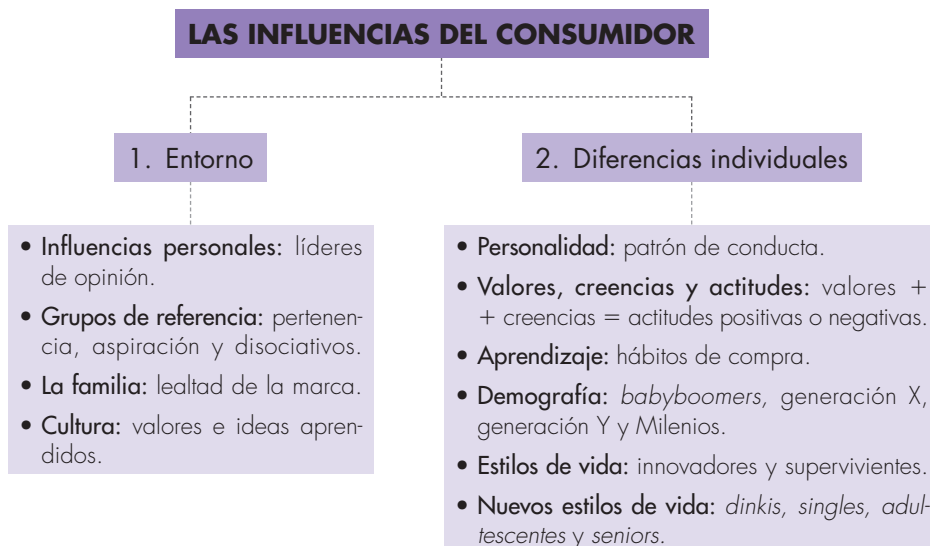 LAS INFLUENCIAS DEL CONSUMIDOR
1. Entorno
• Influencias personales: líderes
de opinión.
• Grupos de referencia: pertenen-
cia, aspiración y disociativos.
• La familia: lealtad de la marca.
• Cultura: valores e ideas apren-
didos.
2. Diferencias individuales
• Personalidad: patrón de conducta.
• Valores, creencias y actitudes: valores +
+ creencias = actitudes positivas o negativas.
• Aprendizaje: hábitos de compra.
• Demografía: babyboomers, generación X,
generación Y y Milenios.
• Estilos de vida: innovadores y supervivientes.
• Nuevos estilos de vida: dinkis, singles, adul-
tescentes y seniors.